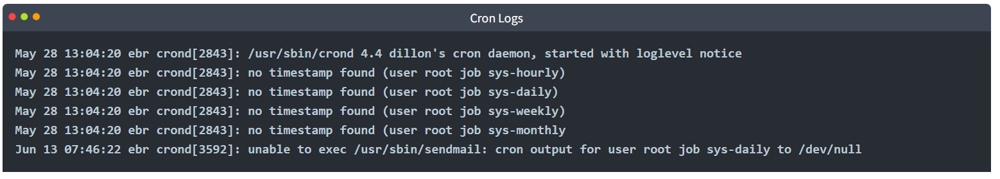 Cron Logs
May 28 13:04:20 ebr crond[2843]: /usr/sbin/crond 4.4 dillon's cron daemon, started with loglevel notice
May 28 13:04:20 ebr crond[2843]: no timestamp found (user root job sys-hourly)
May 28 13:04:20 ebr crond[2843]: no timestamp found (user root job sys-daily)
May 28 13:04:20 ebr crond[2843]: no timestamp found (user root job sys-weekly)
May 28 13:04:20 ebr crond[2843]: no timestamp found (user root job sys-monthly
Jun 13 07:46:22 ebr crond[3592]: unable to exec /usr/sbin/sendmail: cron output for user root job sys-daily to /dev/null